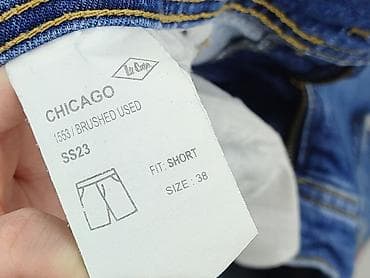 Lee Cooper
CHICAGO
1553 / BRUSHED USED
SS23
FIT: SHORT
SIZE : 38